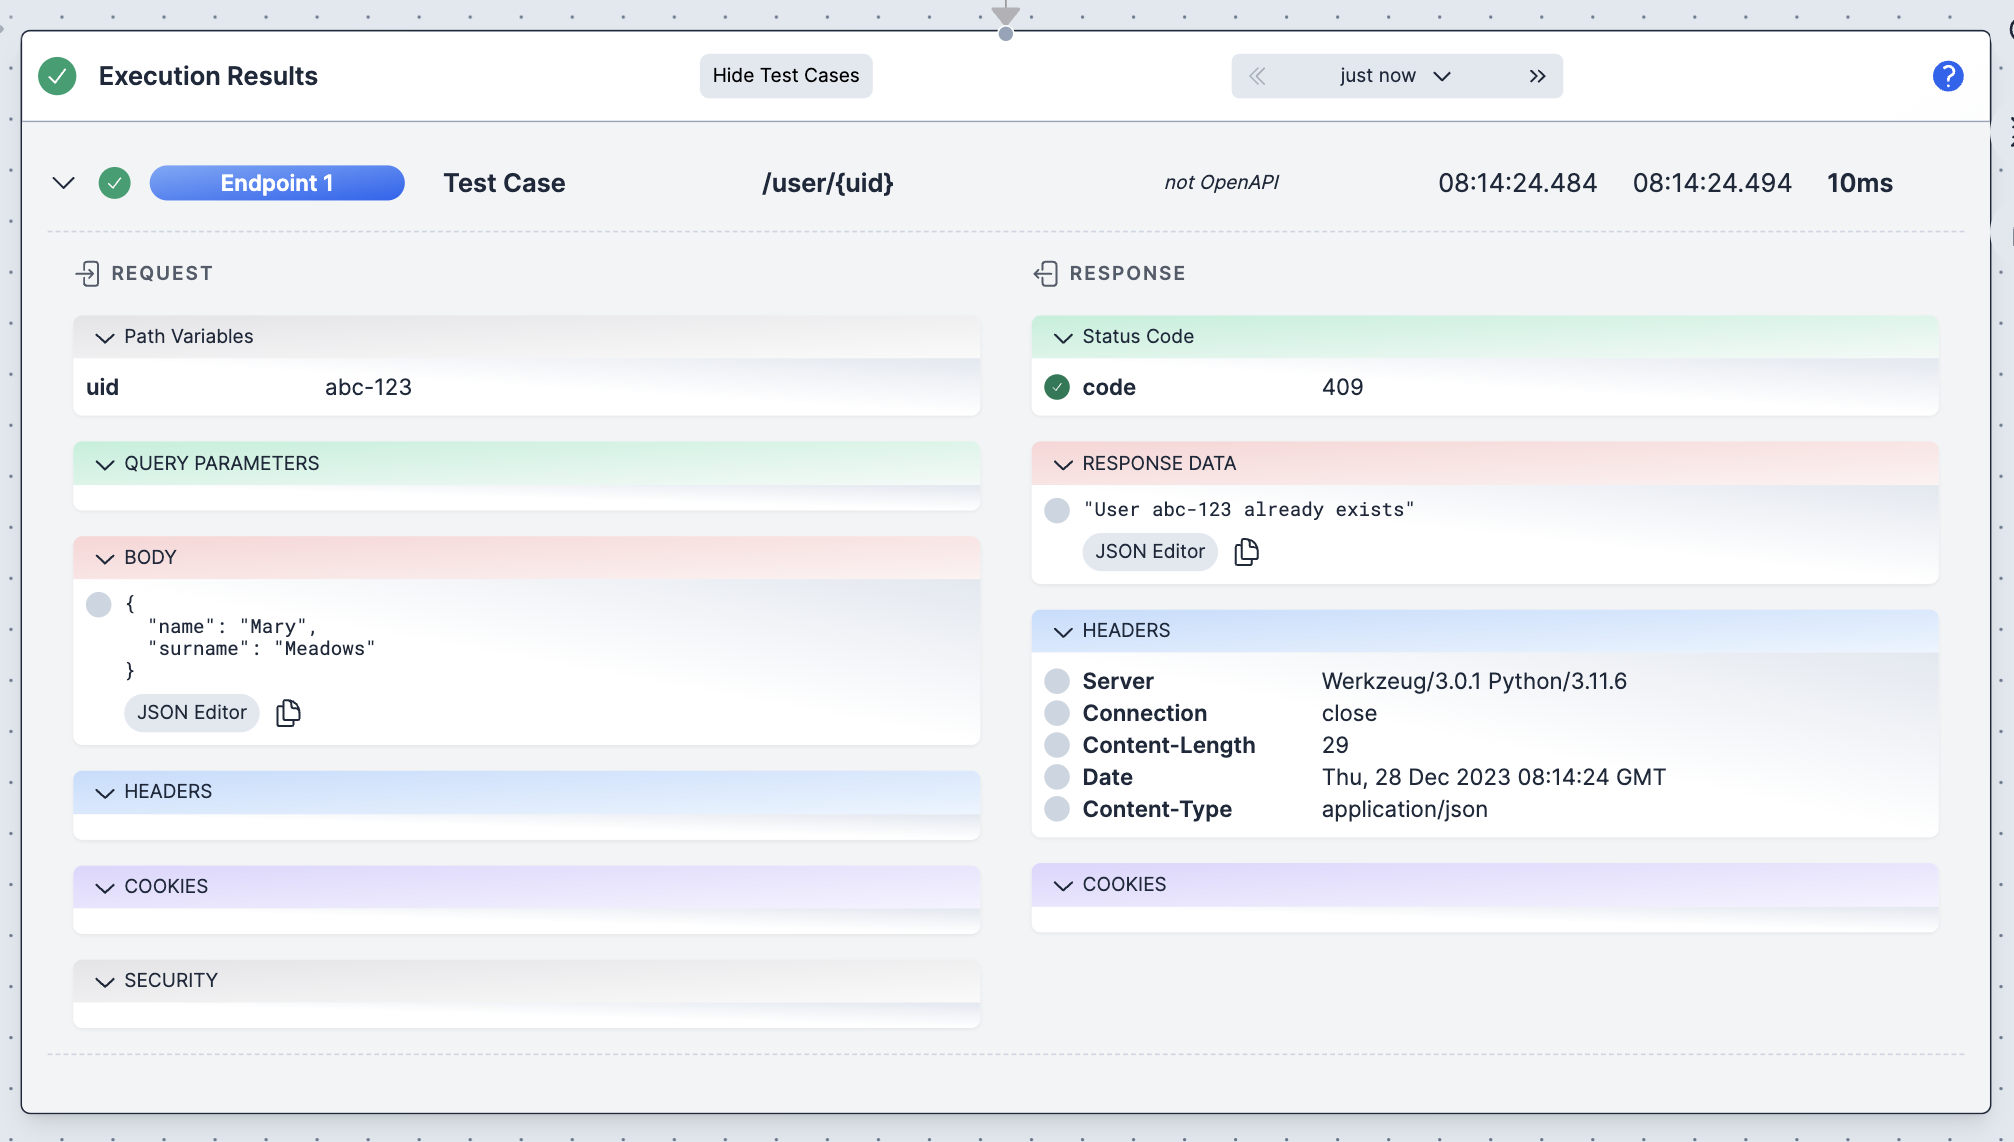 Execution Results
Hide Test Cases
just now
Endpoint 1 Test Case /user/{uid} not OpenAPI 08:14:24.484 08:14:24.494 10ms
REQUEST
Path Variables
uid abc-123
QUERY PARAMETERS
BODY
{
"name": "Mary",
"surname": "Meadows"
}
JSON Editor
HEADERS
COOKIES
SECURITY
RESPONSE
Status Code
code 409
RESPONSE DATA
"User abc-123 already exists"
JSON Editor
HEADERS
Server Werkzeug/3.0.1 Python/3.11.6
Connection close
Content-Length 29
Date Thu, 28 Dec 2023 08:14:24 GMT
Content-Type application/json
COOKIES